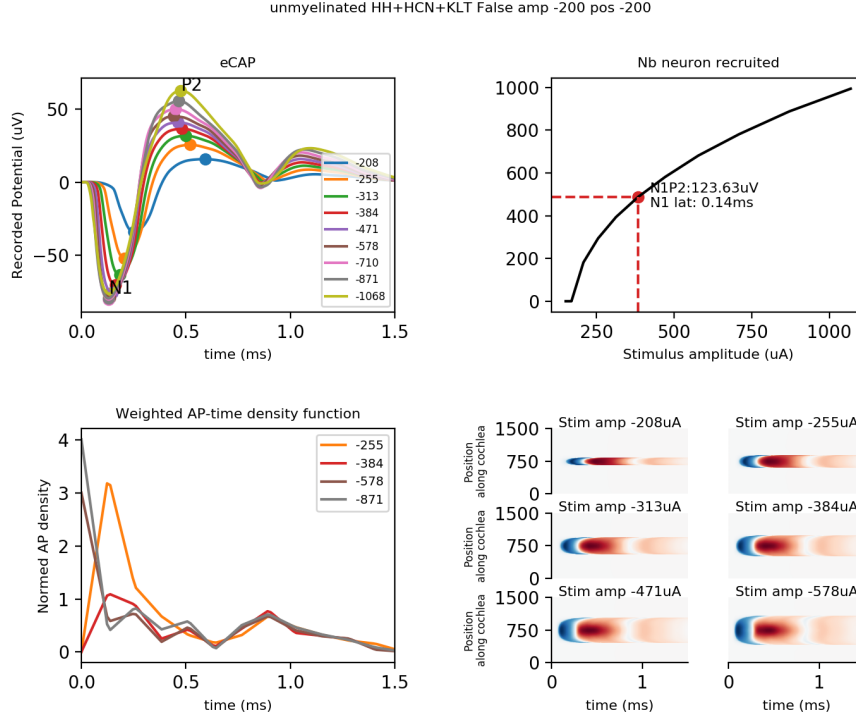 unmyelinated HH+HCN+KLT False amp -200 pos -200
eCAP
Recorded Potential (uV)
50
0
−50
P2
N1
-208
-255
-313
-384
-471
-578
-710
-871
-1068
0.0 0.5 1.0 1.5
time (ms)
Nb neuron recruited
1000
800
600
400
200
0
N1P2:123.63uV
N1 lat: 0.14ms
250 500 750 1000
Stimulus amplitude (uA)
Weighted AP-time density function
Normed AP density
4
3
2
1
0
-255
-384
-578
-871
0.0 0.5 1.0 1.5
time (ms)
Stim amp -208uA
Stim amp -255uA
Position
along cochlea
1500
750
0
Stim amp -313uA
Stim amp -384uA
Position
along cochlea
1500
750
0
Stim amp -471uA
Stim amp -578uA
Position
along cochlea
1500
750
0
0 1
0 1
time (ms)
time (ms)